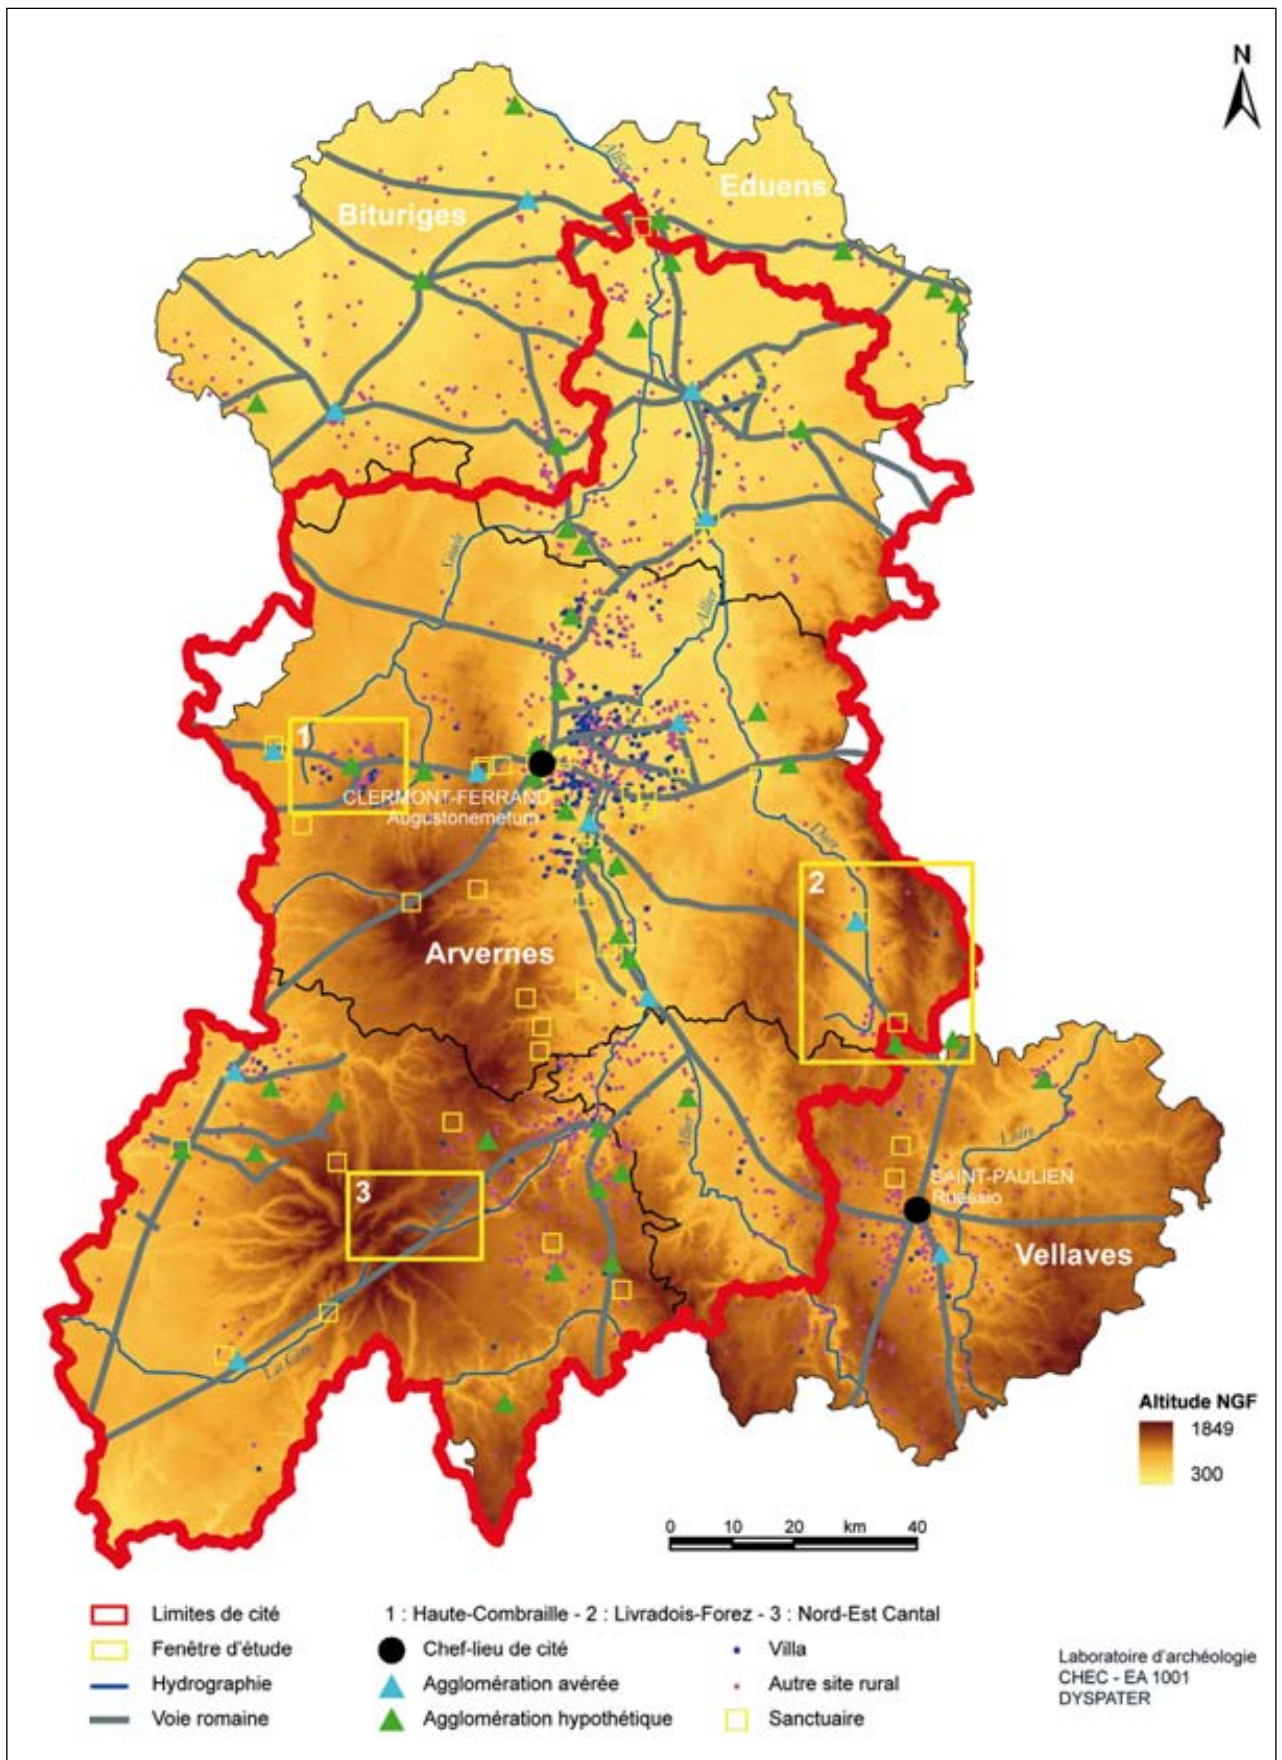 N
Allier
Eduens
Bituriges
Allier
1
CLERMONT-FERRAND
Augustonemetum
Dore
2
Arvernes
Allier
Loire
SAINT-PAULIEN
Ruessio
3
Vellaves
La Cère
Altitude NGF
1849
300
0 10 20 km 40
Limites de cité
Fenêtre d'étude
Hydrographie
Voie romaine
1 : Haute-Combraille - 2 : Livradois-Forez - 3 : Nord-Est Cantal
Chef-lieu de cité
Agglomération avérée
Agglomération hypothétique
Villa
Autre site rural
Sanctuaire
Laboratoire d'archéologie
CHEC - EA 1001
DYSPATER